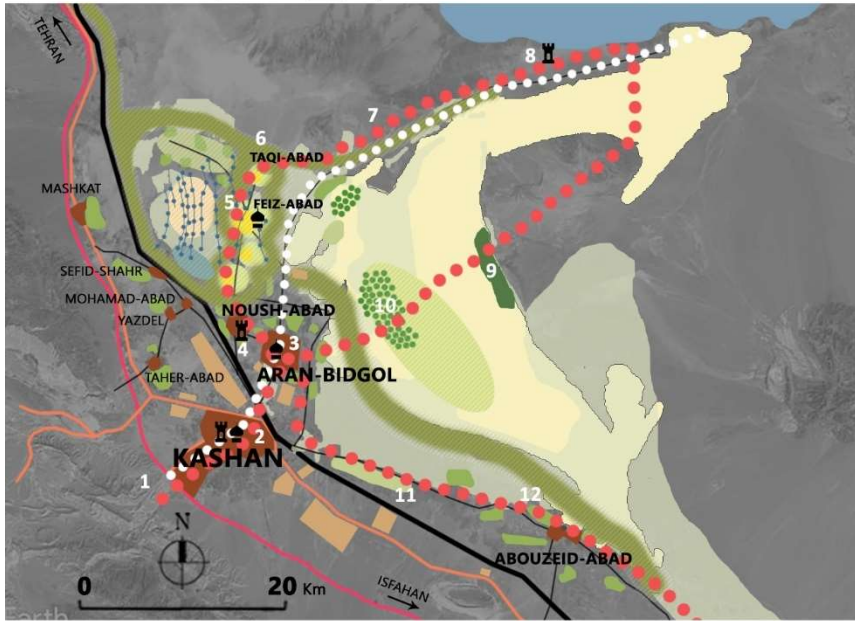 TEHRAN
8
7
6
TAQI-ABAD
MASHKAT
5
FEIZ-ABAD
9
SEFID-SHAHR
MOHAMAD-ABAD
YAZDEL
NOUSH-ABAD
10
4
3
TAHER-ABAD
ARAN-BIDGOL
2
KASHAN
1
11
12
N
ABOUZEID-ABAD
0 20 Km
ISFAHAN
Earth